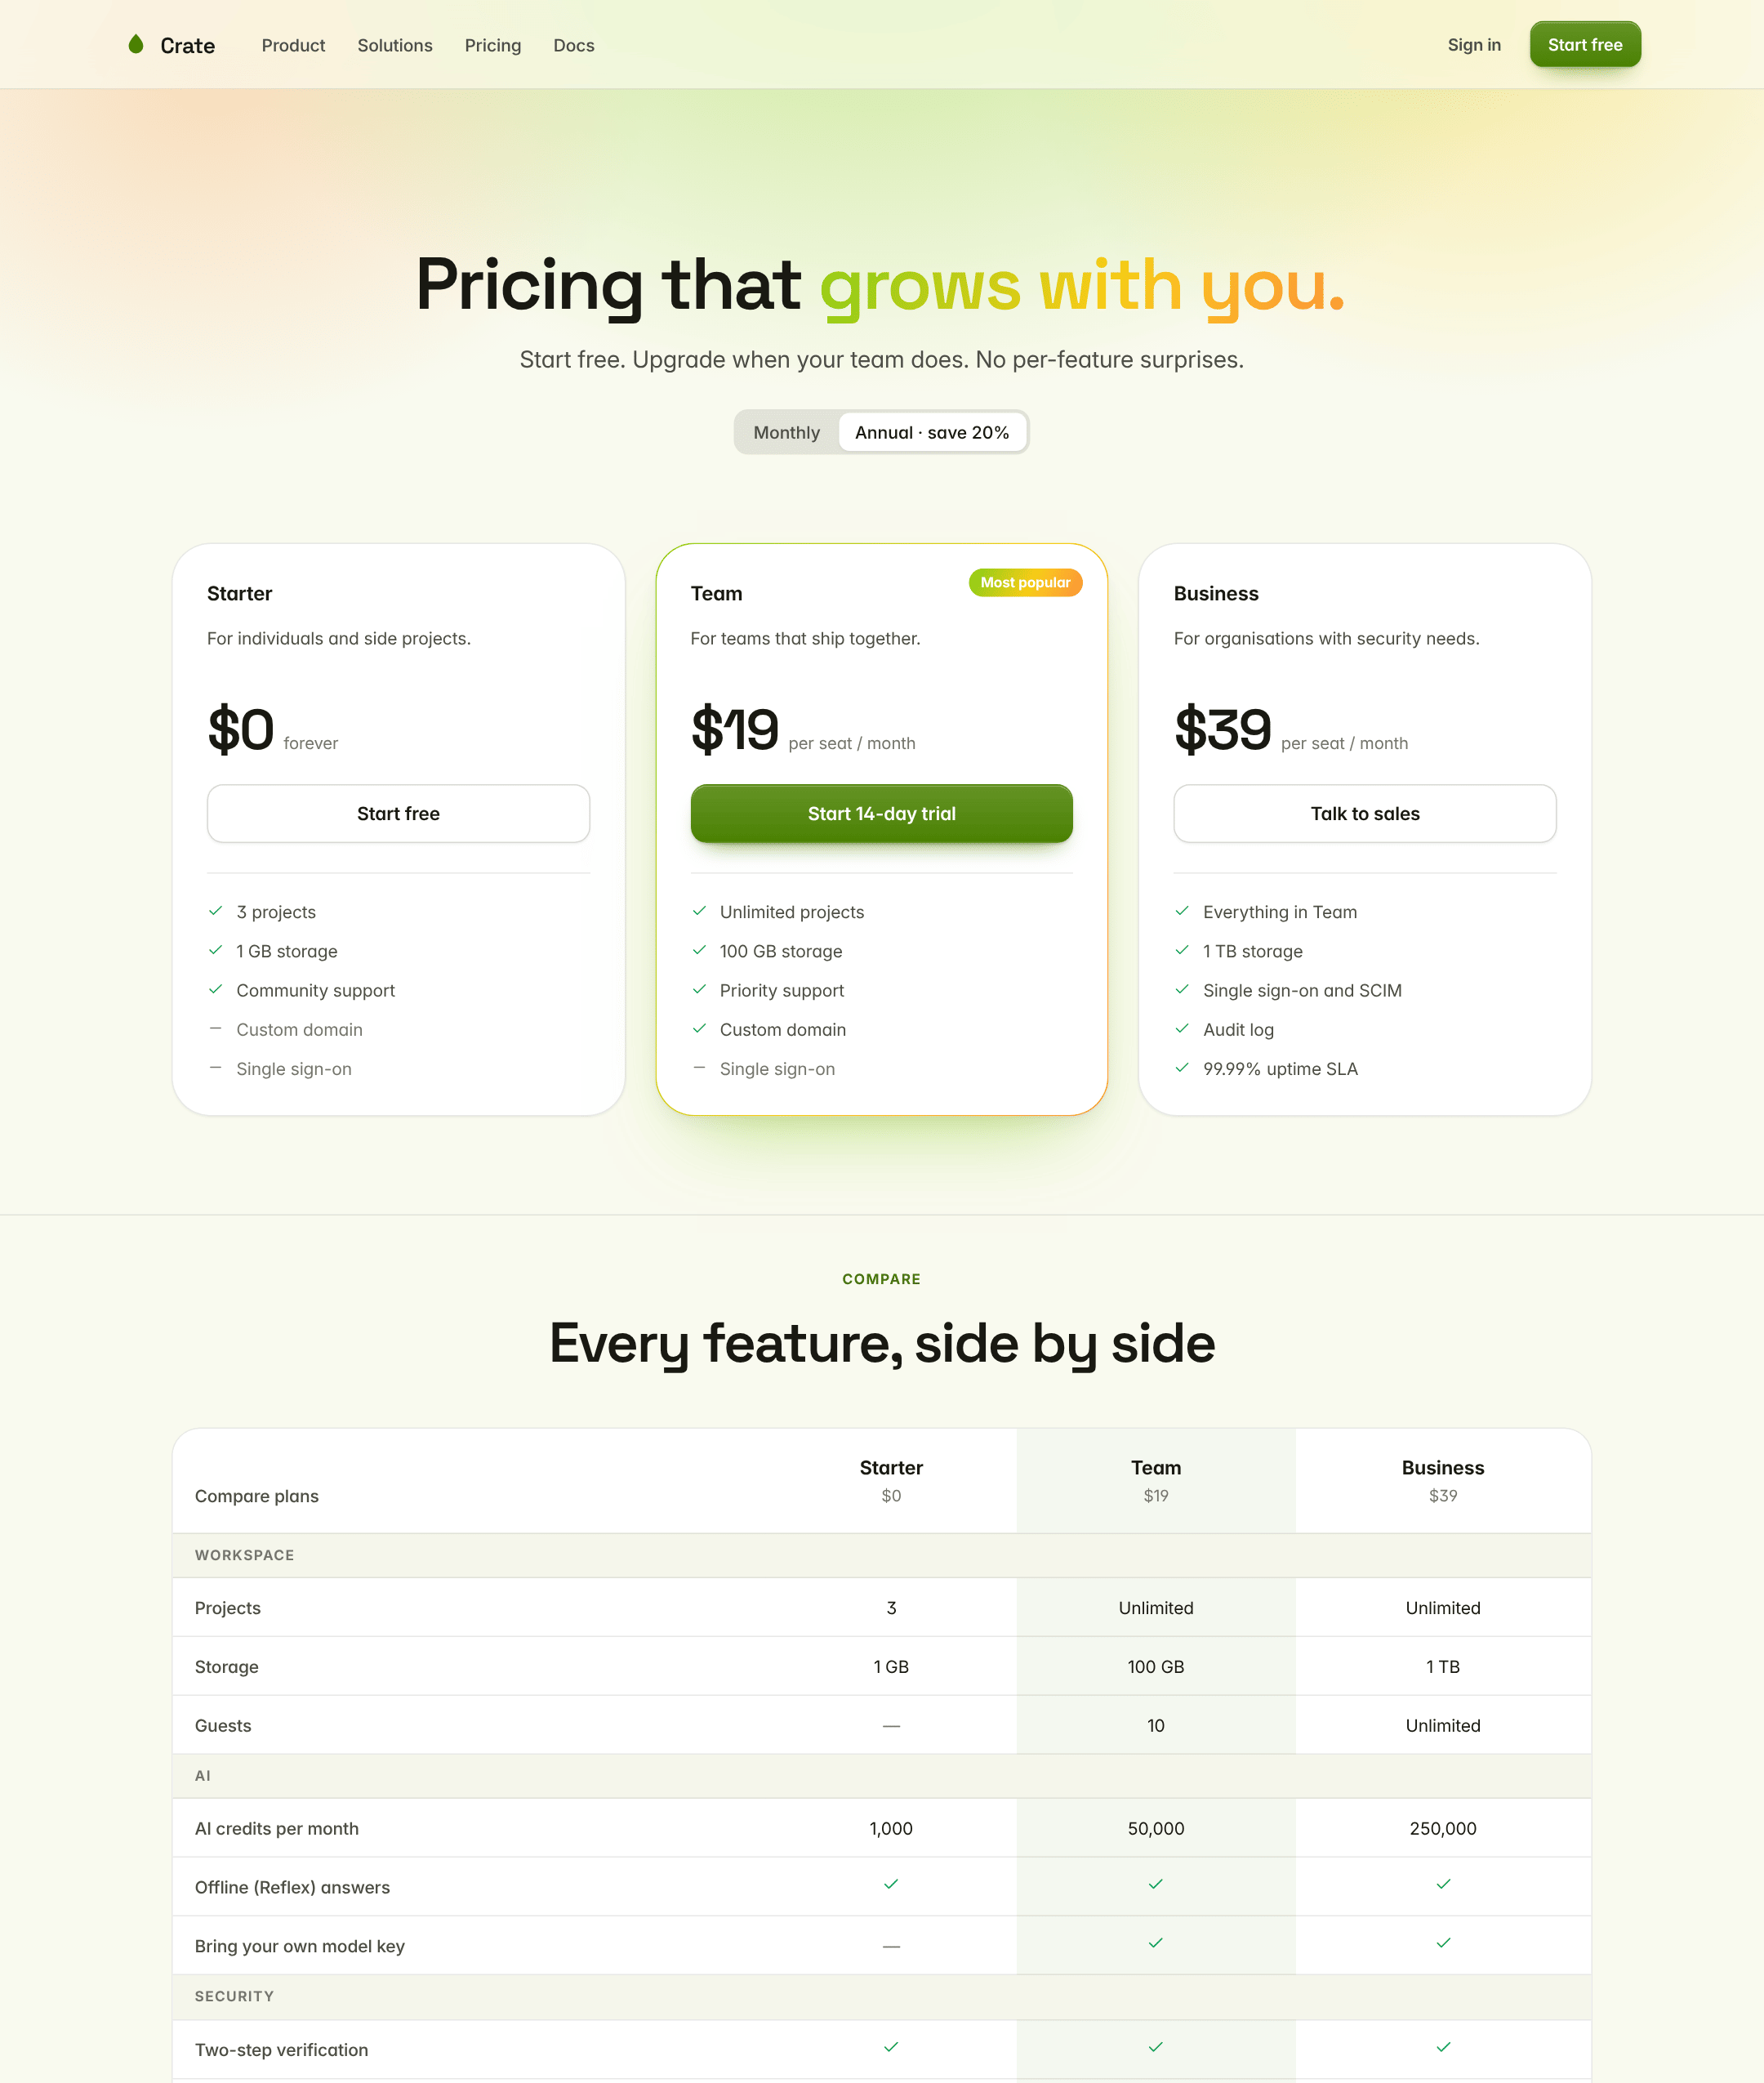 Crate Product Solutions Pricing Docs Sign in Start free
Pricing that grows with you.
Start free. Upgrade when your team does. No per-feature surprises.
Monthly Annual · save 20%
Starter
For individuals and side projects.
$0 forever
Start free
3 projects
1 GB storage
Community support
— Custom domain
— Single sign-on
Team Most popular
For teams that ship together.
$19 per seat / month
Start 14-day trial
Unlimited projects
100 GB storage
Priority support
Custom domain
— Single sign-on
Business
For organisations with security needs.
$39 per seat / month
Talk to sales
Everything in Team
1 TB storage
Single sign-on and SCIM
Audit log
99.99% uptime SLA
COMPARE
Every feature, side by side
Compare plans Starter $0 Team $19 Business $39
WORKSPACE
Projects 3 Unlimited Unlimited
Storage 1 GB 100 GB 1 TB
Guests — 10 Unlimited
AI
AI credits per month 1,000 50,000 250,000
Offline (Reflex) answers
Bring your own model key —
SECURITY
Two-step verification